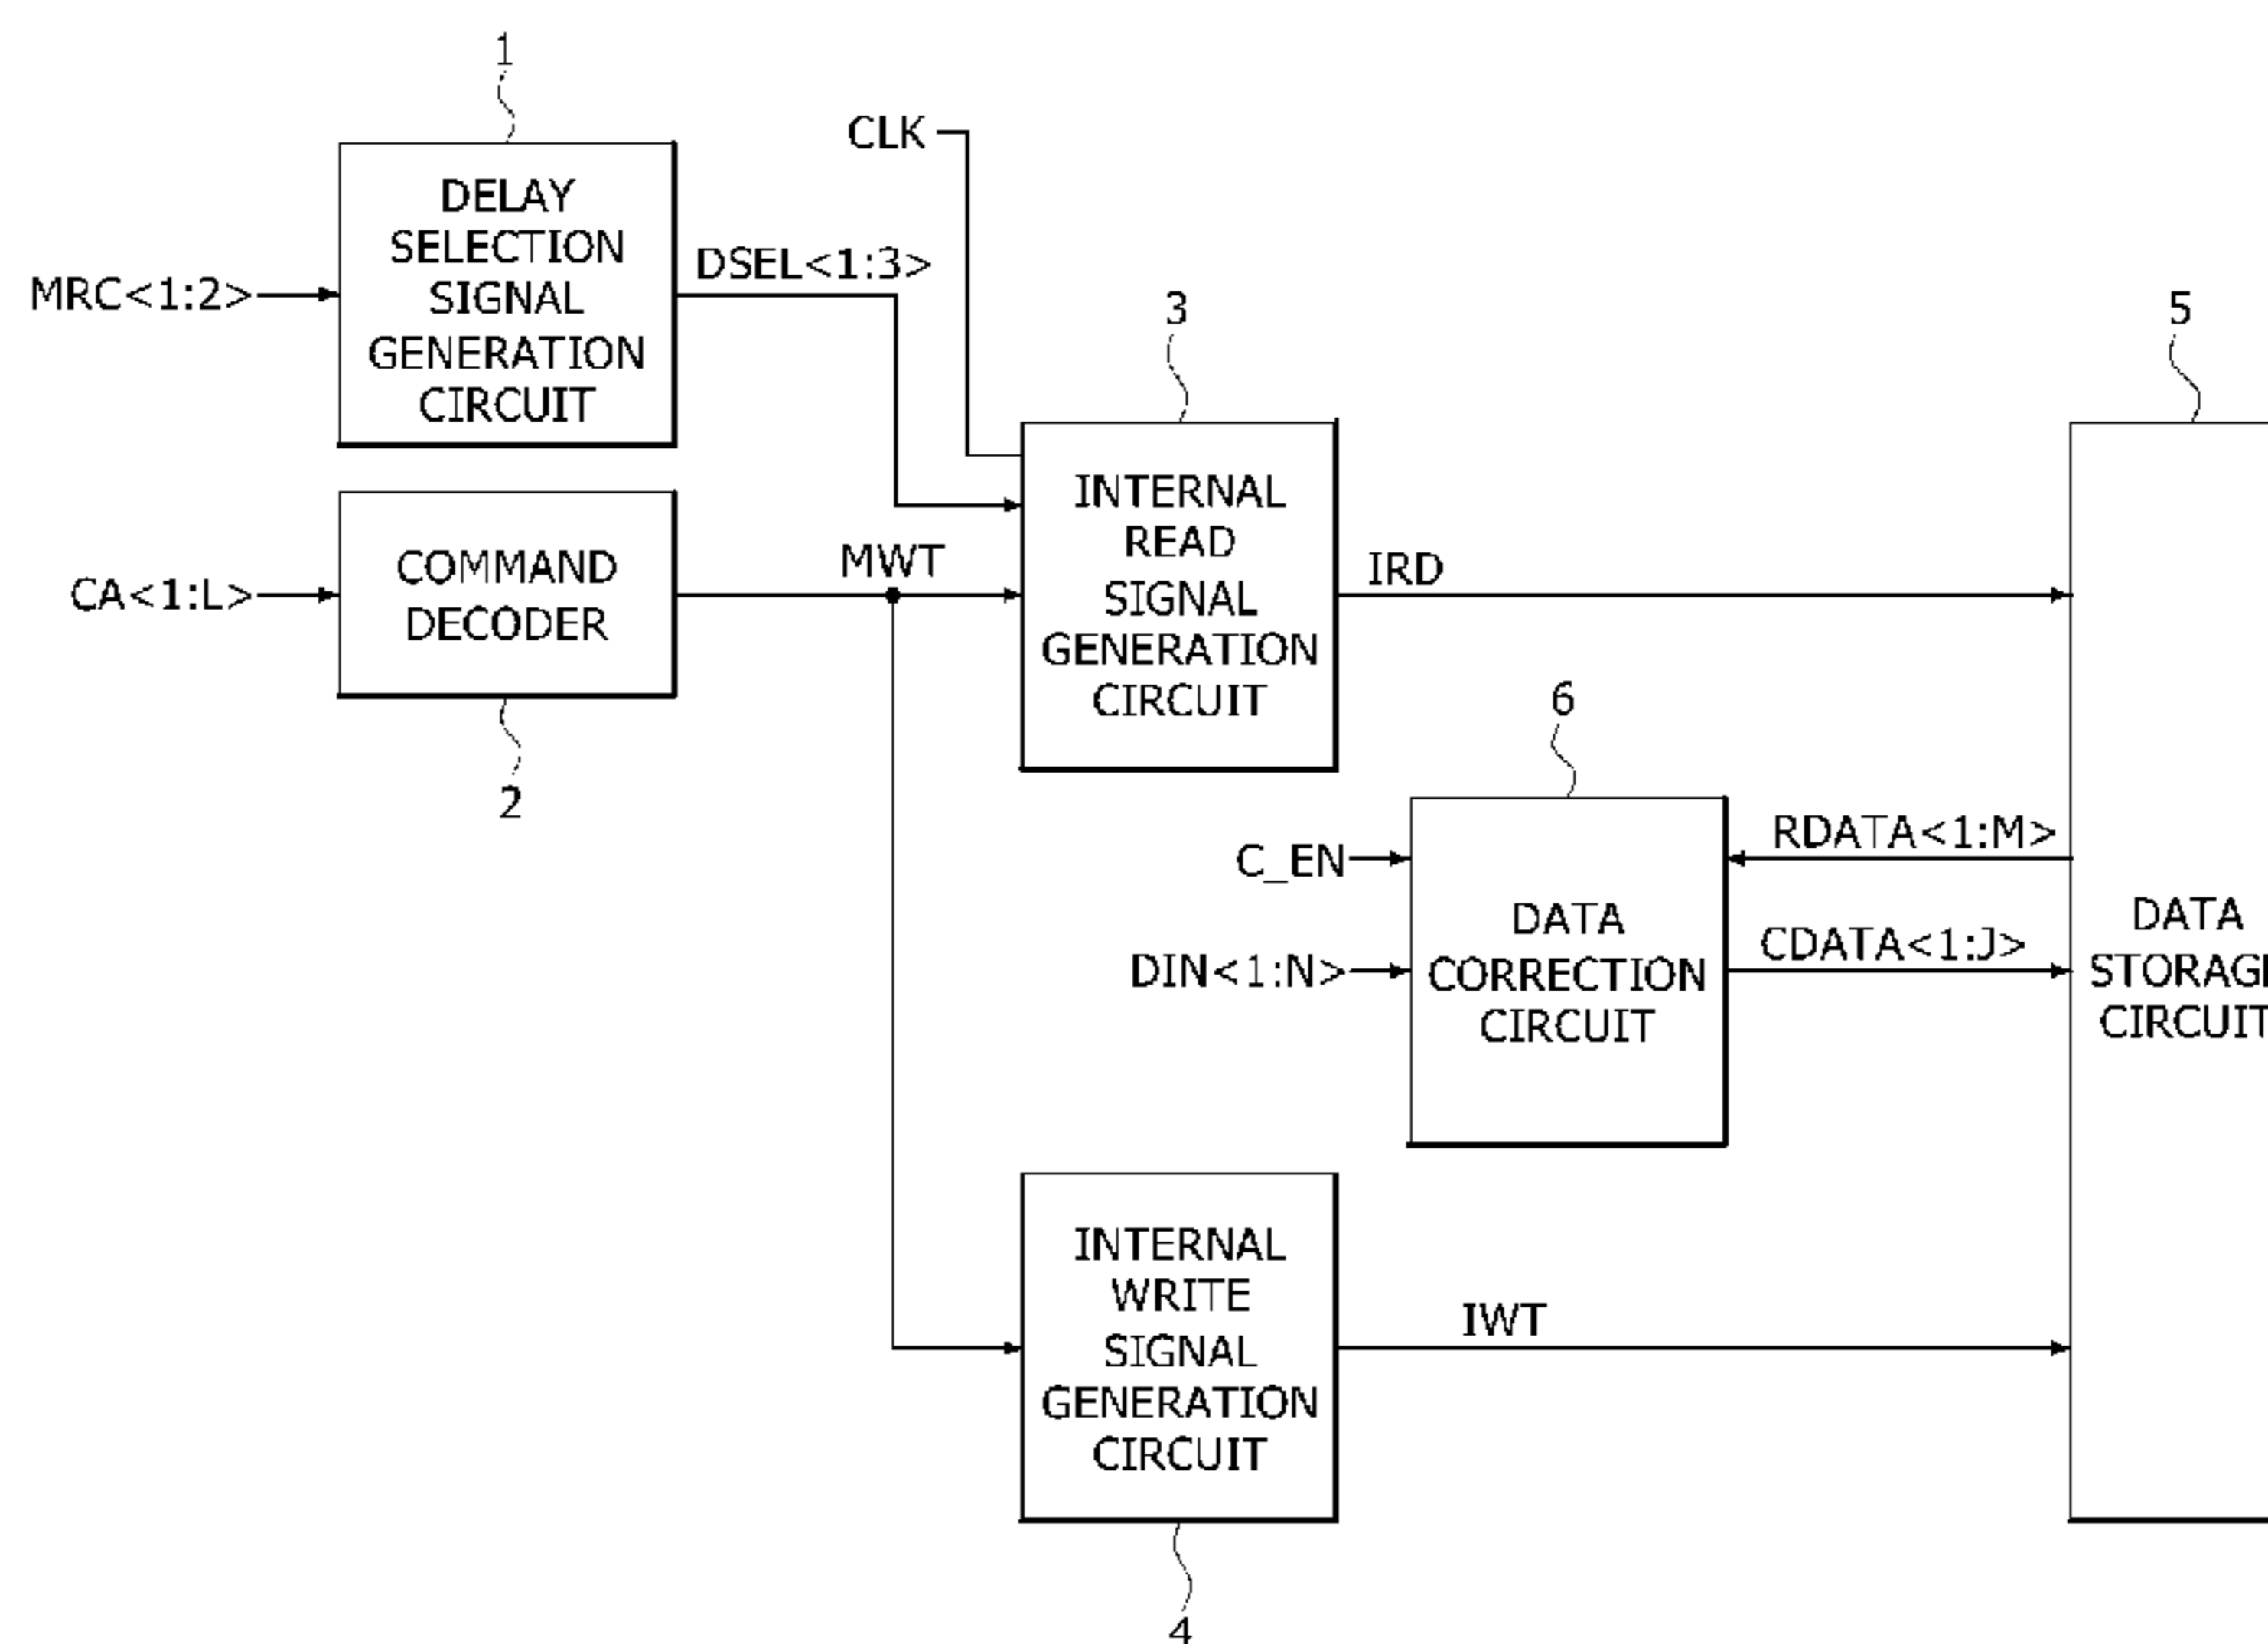 1
DELAY
SELECTION
SIGNAL
GENERATION
CIRCUIT
MRC<1:2>
DSEL<1:3>
CLK
CA<1:L>
COMMAND
DECODER
2
MWT
3
INTERNAL
READ
SIGNAL
GENERATION
CIRCUIT
IRD
5
6
C_EN
DIN<1:N>
DATA
CORRECTION
CIRCUIT
RDATA<1:M>
CDATA<1:J>
DATA
STORAGE
CIRCUIT
INTERNAL
WRITE
SIGNAL
GENERATION
CIRCUIT
IWT
4